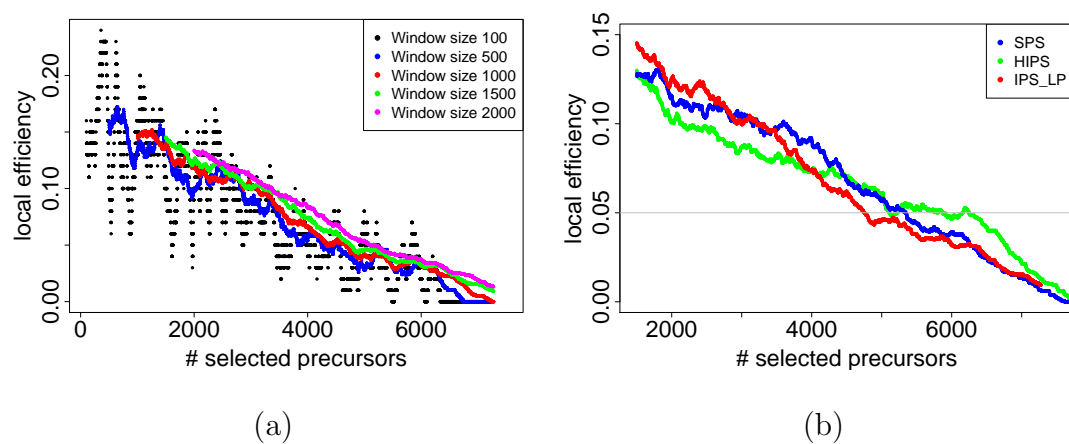 Window size 100
Window size 500
Window size 1000
Window size 1500
Window size 2000
0.00
0.10
0.20
local efficiency
0
2000
4000
6000
# selected precursors
(a)
SPS
HIPS
IPS_LP
0.00
0.05
0.10
0.15
local efficiency
2000
4000
6000
# selected precursors
(b)